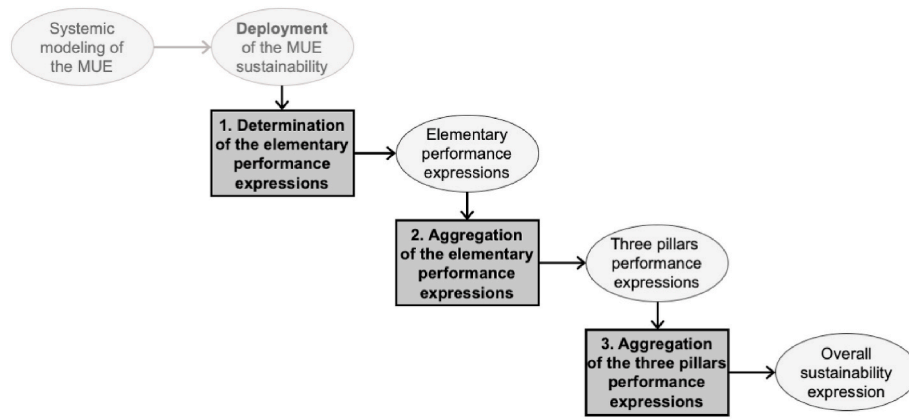 Systemic
modeling of
the MUE
Deployment
of the MUE
sustainability
1. Determination
of the elementary
performance
expressions
Elementary
performance
expressions
2. Aggregation
of the elementary
performance
expressions
Three pillars
performance
expressions
3. Aggregation
of the three pillars
performance
expressions
Overall
sustainability
expression